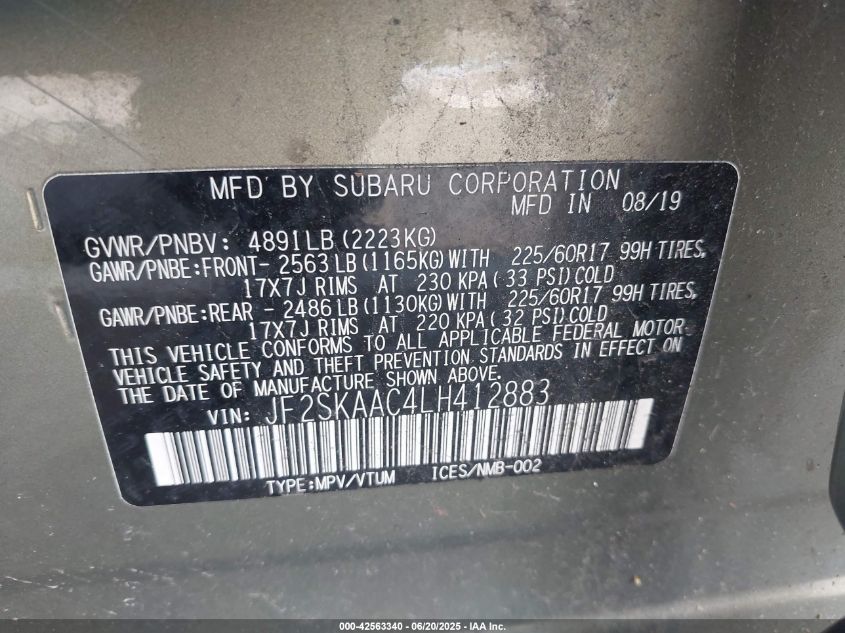 MFD BY SUBARU CORPORATION
MFD IN 08/19
GVWR/PNBV: 4891LB (2223KG)
GAWR/PNBE:FRONT- 2563LB (1165KG) WITH 225/60R17 99H TIRES,
17X7J RIMS AT 230 KPA ( 33 PSI) COLD
GAWR/PNBE:REAR - 2486LB (1130KG) WITH 225/60R17 99H TIRES,
17X7J RIMS AT 220 KPA ( 32 PSI) COLD
THIS VEHICLE CONFORMS TO ALL APPLICABLE FEDERAL MOTOR
VEHICLE SAFETY AND THEFT PREVENTION STANDARDS IN EFFECT ON
THE DATE OF MANUFACTURE SHOWN ABOVE.
VIN: JF2SKAAC4LH412883
TYPE:MPV/VTUM ICES/NMB-002
000-42563340 - 06/20/2025 - IAA Inc.